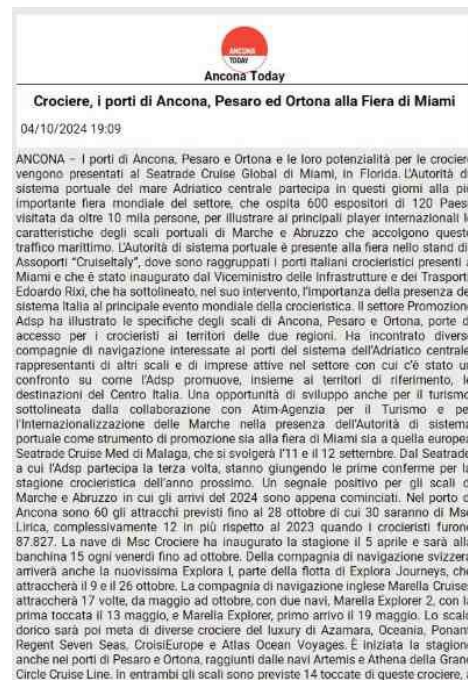 ANCONA
TODAY
Ancona Today
Crociere, i porti di Ancona, Pesaro ed Ortona alla Fiera di Miami
04/10/2024 19:09
ANCONA – I porti di Ancona, Pesaro e Ortona e le loro potenzialità per le crociere
vengono presentati al Seatrade Cruise Global di Miami, in Florida. L'Autorità di
sistema portuale del mare Adriatico centrale partecipa in questi giorni alla più
importante fiera mondiale del settore, che ospita 600 espositori di 120 Paesi
visitata da oltre 10 mila persone, per illustrare ai principali player internazionali l
caratteristiche degli scali portuali di Marche e Abruzzo che accolgono questo
traffico marittimo. L'Autorità di sistema portuale è presente alla fiera nello stand di
Assoporti “CruiseItaly”, dove sono raggruppati i porti italiani crocieristici presenti a
Miami e che è stato inaugurato dal Viceministro delle Infrastrutture e dei Trasporti
Edoardo Rixi, che ha sottolineato, nel suo intervento, l'importanza della presenza del
sistema Italia al principale evento mondiale della crocieristica. Il settore Promozione
Adsp ha illustrato le specifiche degli scali di Ancona, Pesaro e Ortona, porte di
accesso per i crocieristi ai territori delle due regioni. Ha incontrato diverse
compagnie di navigazione interessate ai porti del sistema dell'Adriatico centrale
rappresentanti di altri scali e di imprese attive nel settore con cui c'è stato un
confronto su come l'Adsp promuove, insieme ai territori di riferimento, le
destinazioni del Centro Italia. Una opportunità di sviluppo anche per il turismo
sottolineata dalla collaborazione con Atim-Agenzia per il Turismo e per
l'Internazionalizzazione delle Marche nella presenza dell'Autorità di sistema
portuale come strumento di promozione sia alla fiera di Miami sia a quella europea
Seatrade Cruise Med di Malaga, che si svolgerà l'11 e il 12 settembre. Dal Seatrade
a cui l'Adsp partecipa la terza volta, stanno giungendo le prime conferme per la
stagione crocieristica dell'anno prossimo. Un segnale positivo per gli scali di
Marche e Abruzzo in cui gli arrivi del 2024 sono appena cominciati. Nel porto di
Ancona sono 60 gli attracchi previsti fino al 28 ottobre di cui 30 saranno di Msc
Lirica, complessivamente 12 in più rispetto al 2023 quando i crocieristi furono
87.827. La nave di Msc Crociere ha inaugurato la stagione il 5 aprile e sarà alla
banchina 15 ogni venerdì fino ad ottobre. Della compagnia di navigazione svizzera
arriverà anche la nuovissima Explora I, parte della flotta di Explora Journeys, che
attraccherà il 9 e il 26 ottobre. La compagnia di navigazione inglese Marella Cruises
attraccherà 17 volte, da maggio ad ottobre, con due navi, Marella Explorer 2, con la
prima toccata il 13 maggio, e Marella Explorer, primo arrivo il 19 maggio. Lo scalo
dorico sarà poi meta di diverse crociere del luxury di Azamara, Oceania, Ponant
Regent Seven Seas, CroisiEurope e Atlas Ocean Voyages. È iniziata la stagione
anche nei porti di Pesaro e Ortona, raggiunti dalle navi Artemis e Athena della Grand
Circle Cruise Line. In entrambi gli scali sono previste 14 toccate di queste crociere,